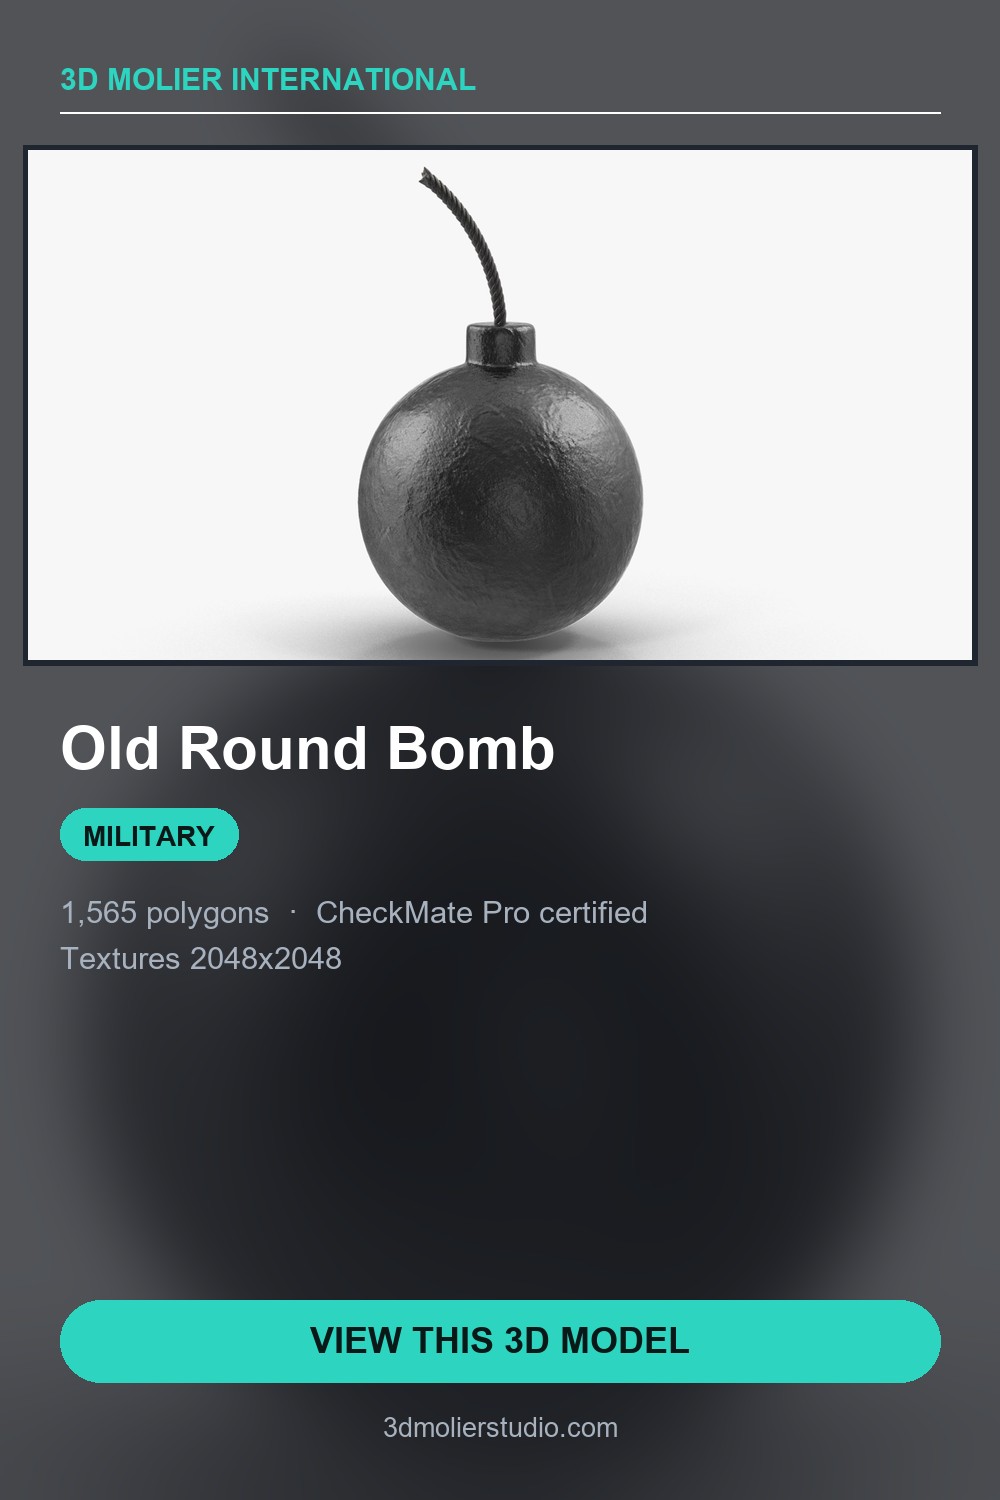 3D MOLIER INTERNATIONAL
Old Round Bomb
MILITARY
1,565 polygons · CheckMate Pro certified
Textures 2048x2048
VIEW THIS 3D MODEL
3dmolierstudio.com